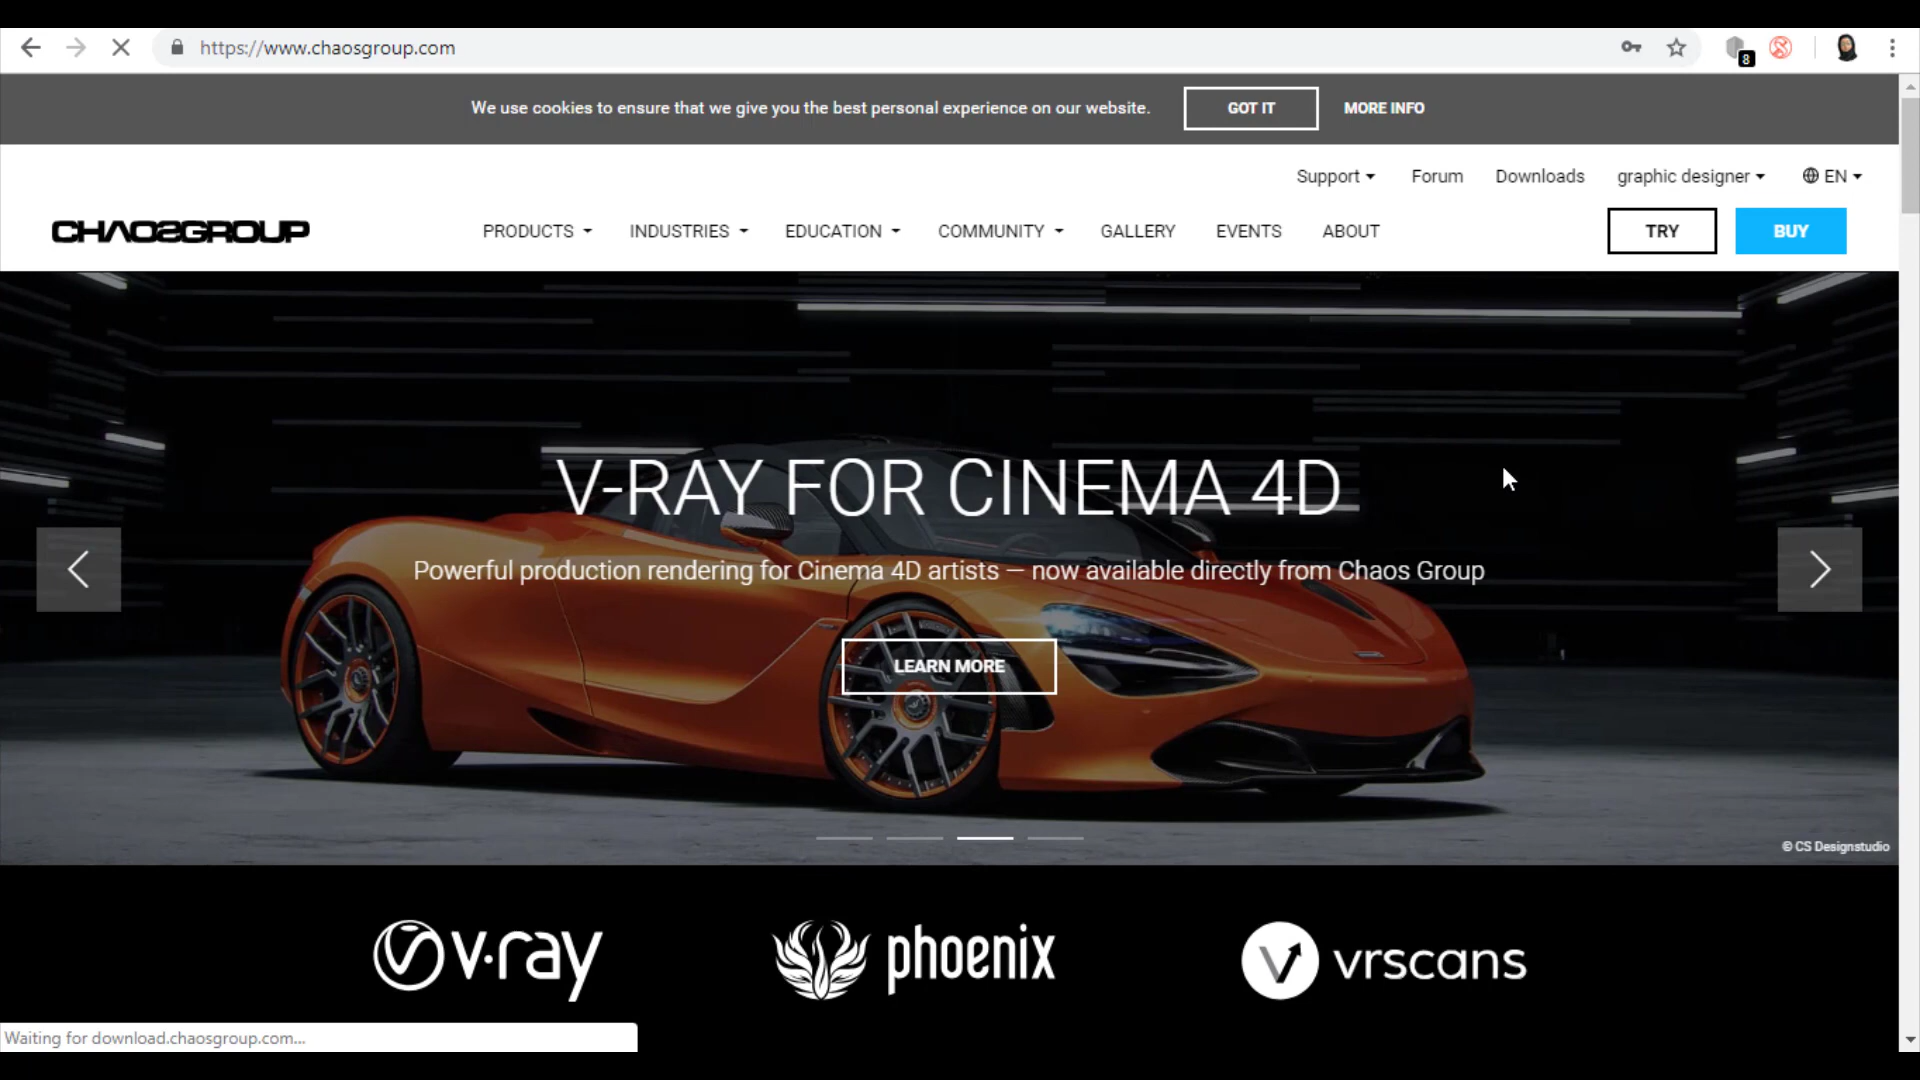 https://www.chaosgroup.com
8
We use cookies to ensure that we give you the best personal experience on our website.
GOT IT
MORE INFO
Support
Forum
Downloads
graphic designer
EN
CHAOSGROUP
PRODUCTS
INDUSTRIES
EDUCATION
COMMUNITY
GALLERY
EVENTS
ABOUT
TRY
BUY
V-RAY FOR CINEMA 4D
Powerful production rendering for Cinema 4D artists — now available directly from Chaos Group
LEARN MORE
© CS Designstudio
v·ray
phoenix
vrscans
Waiting for download.chaosgroup.com...